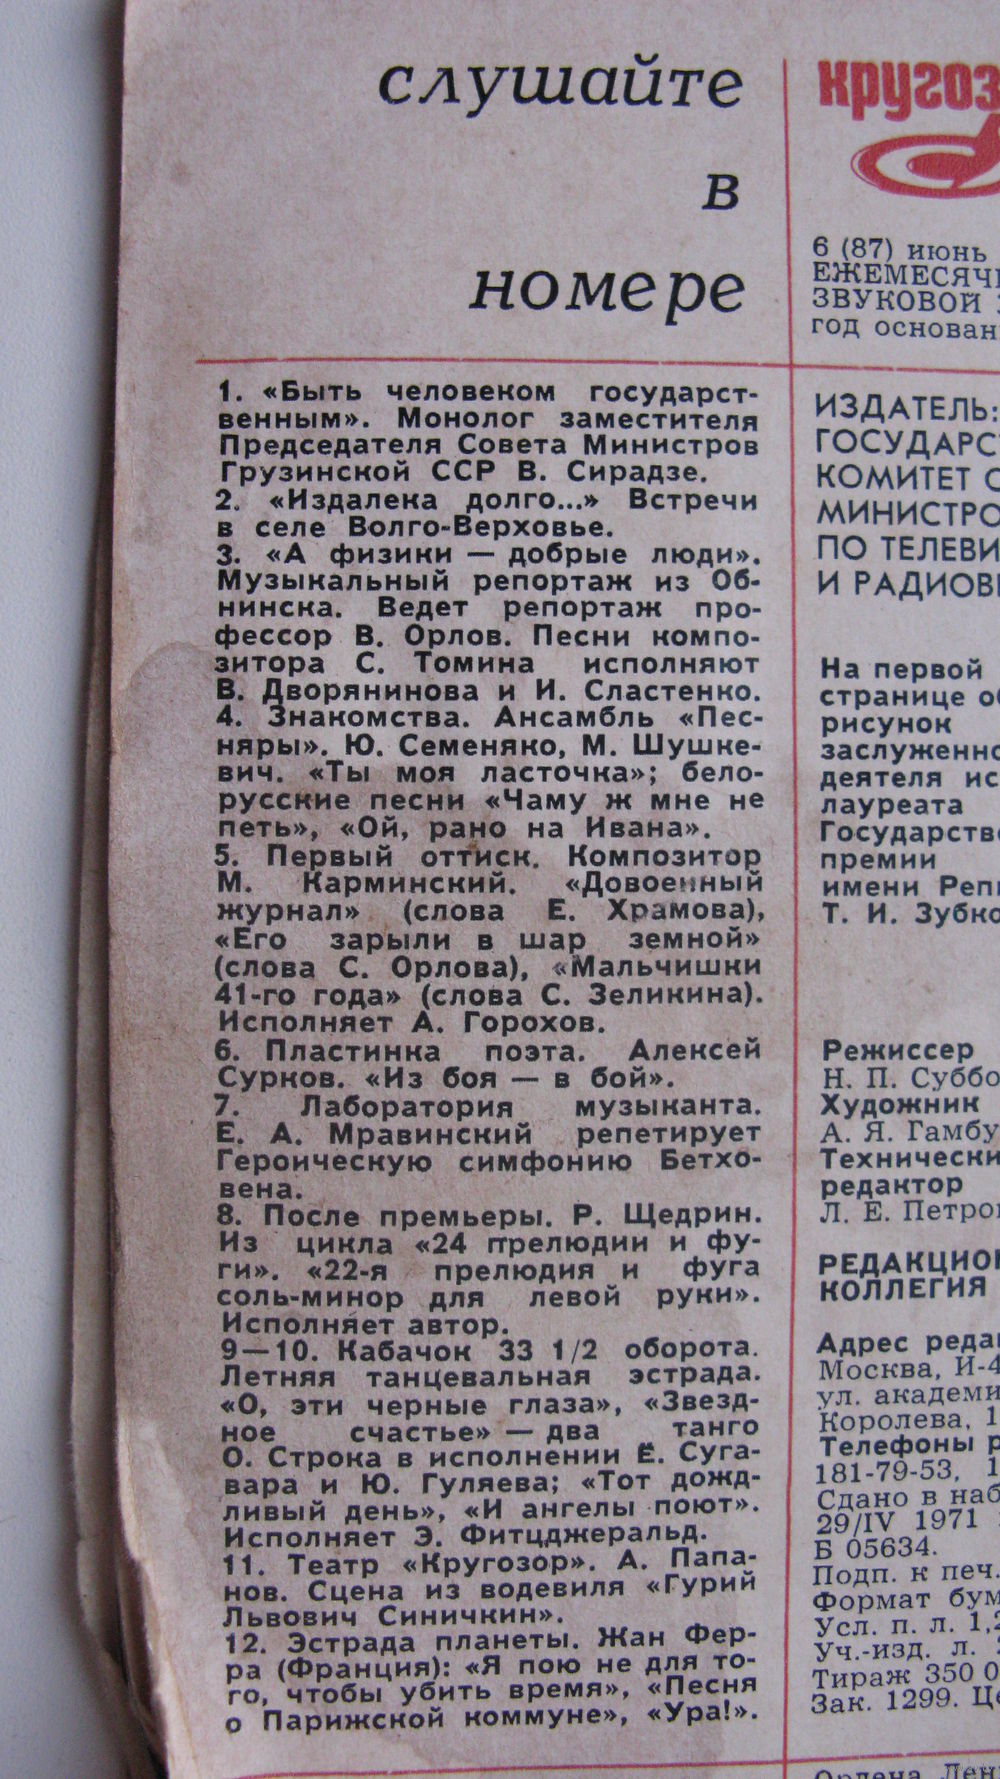 слушайте
в
номере
1. «Быть человеком государст-
венным». Монолог заместителя
Председателя Совета Министров
Грузинской ССР В. Сирадзе.
2. «Издалека долго...» Встречи
в селе Волго-Верховье.
3. «А физики — добрые люди».
Музыкальный репортаж из Об-
нинска. Ведет репортаж про-
фессор В. Орлов. Песни компо-
зитора С. Томина исполняют
В. Дворянинова и И. Сластенко.
4. Знакомства. Ансамбль «Пес-
няры». Ю. Семеняко, М. Шушке-
вич. «Ты моя ласточка»; бело-
русские песни «Чаму ж мне не
петь», «Ой, рано на Ивана».
5. Первый оттиск. Композитор
М. Карминский. «Довоенный
журнал» (слова Е. Храмова),
«Его зарыли в шар земной»
(слова С. Орлова), «Мальчишки
41-го года» (слова С. Зеликина).
Исполняет А. Горохов.
6. Пластинка поэта. Алексей
Сурков. «Из боя — в бой».
7. Лаборатория музыканта.
Е. А. Мравинский репетирует
Героическую симфонию Бетхо-
вена.
8. После премьеры. Р. Щедрин.
Из цикла «24 прелюдии и фу-
ги». «22-я прелюдия и фуга
соль-минор для левой руки».
Исполняет автор.
9—10. Кабачок 33 1/2 оборота.
Летняя танцевальная эстрада.
«О, эти черные глаза», «Звезд-
ное счастье» — два танго
О. Строка в исполнении Е. Суга-
вара и Ю. Гуляева; «Тот дожд-
ливый день», «И ангелы поют».
Исполняет Э. Фитцджеральд.
11. Театр «Кругозор». А. Папа-
нов. Сцена из водевиля «Гурий
Львович Синичкин».
12. Эстрада планеты. Жан Фер-
ра (Франция): «Я пою не для то-
го, чтобы убить время», «Песня
о Парижской коммуне», «Ура!».
кругоз
6 (87) июнь
ЕЖЕМЕСЯЧ
ЗВУКОВОЙ
год основан
ИЗДАТЕЛЬ:
ГОСУДАРС
КОМИТЕТ С
МИНИСТРО
ПО ТЕЛЕВИ
И РАДИОВ
На первой
странице об
рисунок
заслуженно
деятеля ис
лауреата
Государств
премии
имени Репи
Т. И. Зубко
Режиссер
Н. П. Суббо
Художник
А. Я. Гамбу
Технически
редактор
Л. Е. Петро
РЕДАКЦИОН
КОЛЛЕГИЯ
Адрес реда
Москва, И-4
ул. академи
Королева, 1
Телефоны р
181-79-53, 1
Сдано в наб
29/IV 1971
Б 05634.
Подп. к печ.
Формат бум
Усл. п. л. 1,2
Уч.-изд. л.
Тираж 350 0
Зак. 1299. Це
Ордена Лен